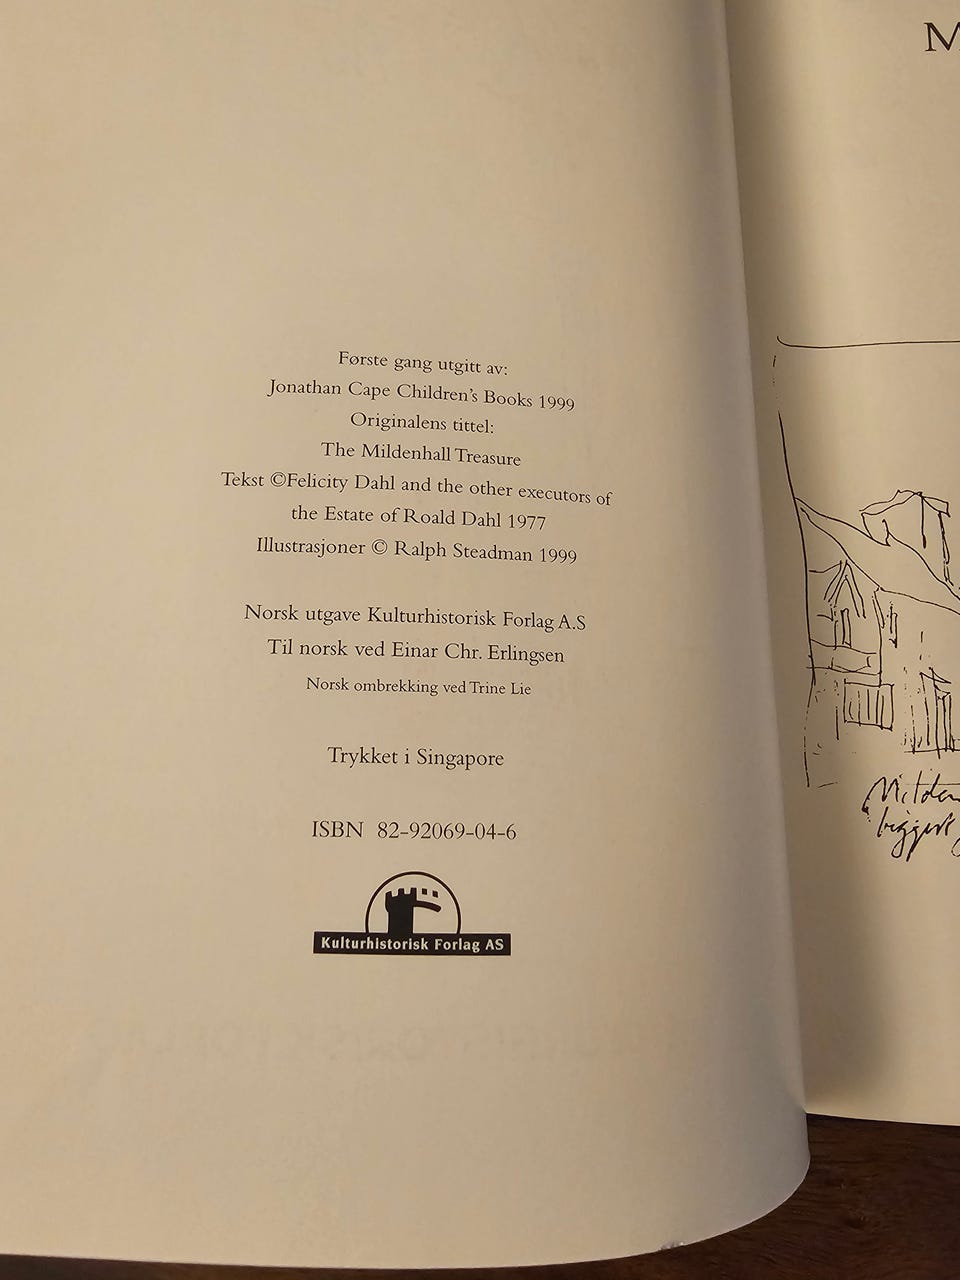 Første gang utgitt av:
Jonathan Cape Children's Books 1999
Originalens tittel:
The Mildenhall Treasure
Tekst ©Felicity Dahl and the other executors of
the Estate of Roald Dahl 1977
Illustrasjoner © Ralph Steadman 1999
Norsk utgave Kulturhistorisk Forlag A.S
Til norsk ved Einar Chr. Erlingsen
Norsk ombrekking ved Trine Lie
Trykket i Singapore
ISBN 82-92069-04-6
Kulturhistorisk Forlag AS
M